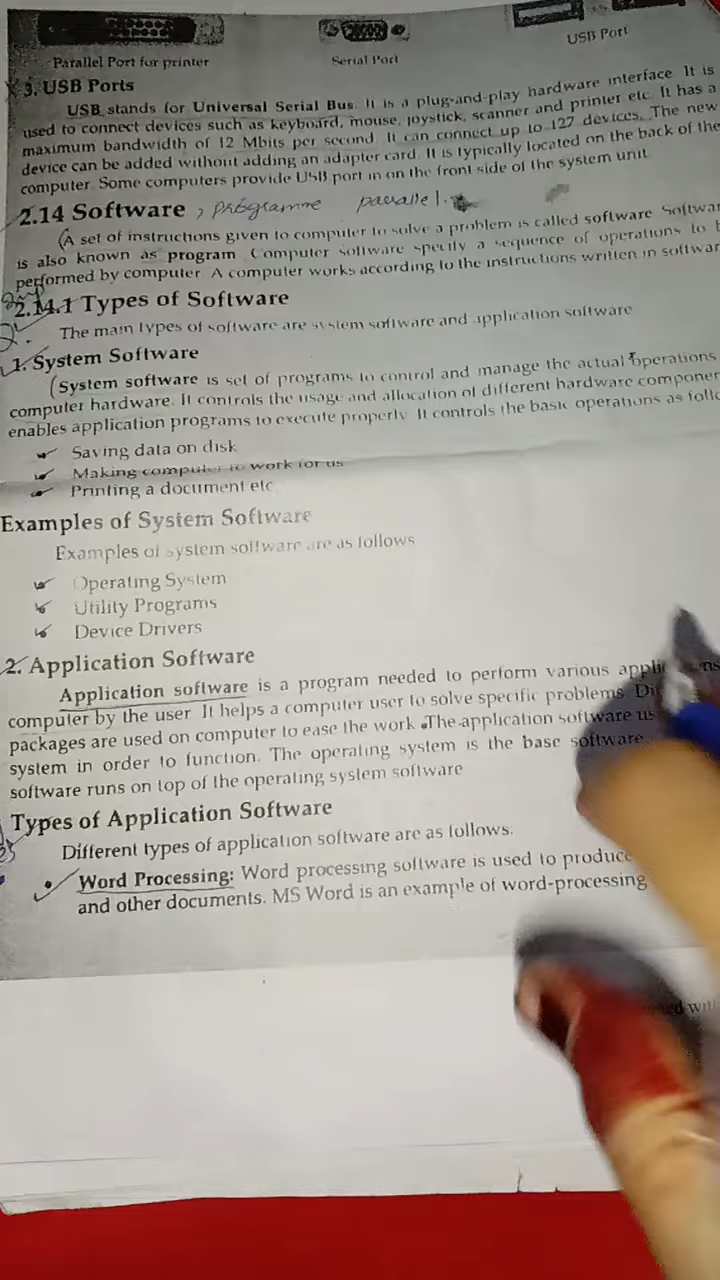 Parallel Port for printer
Serial Port
USB Port
3. USB Ports
USB stands for Universal Serial Bus. It is a plug-and-play hardware interface. It is
used to connect devices such as keyboard, mouse, joystick, scanner and printer etc. It has a
maximum bandwidth of 12 Mbits per second. It can connect up to 127 devices. The new
device can be added without adding an adapter card. It is typically located on the back of the
computer. Some computers provide USB port in on the front side of the system unit.
2.14 Software , programme parallel.
(A set of instructions given to computer to solve a problem is called software Softwar
is also known as program. Computer software specify a sequence of operations to b
performed by computer. A computer works according to the instructions written in softwar
2.14.1 Types of Software
Q.
The main types of software are system software and application software
1. System Software
(System software is set of programs to control and manage the actual operations
computer hardware. It controls the usage and allocation of different hardware componen
enables application programs to execute properly. It controls the basic operations as follo
Saving data on disk
Making computer to work for us
Printing a document etc
Examples of System Software
Examples of system software are as follows
Operating System
Utility Programs
Device Drivers
2. Application Software
Application software is a program needed to perform various
computer by the user. It helps a computer user to solve specific problems.
packages are used on computer to ease the work. The application software
system in order to function. The operating system is the base software.
software runs on top of the operating system software
Types of Application Software
Different types of application software are as follows.
• Word Processing: Word processing software is used to produce
and other documents. MS Word is an example of word-processing